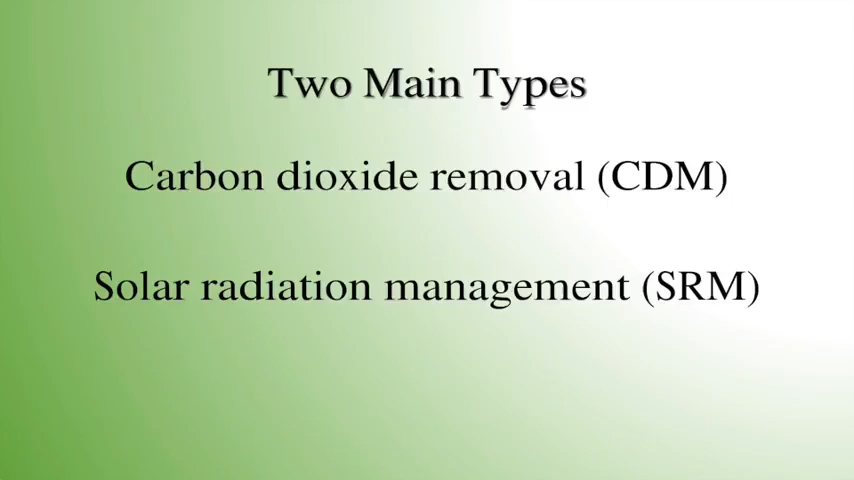 Two Main Types
Carbon dioxide removal (CDM)
Solar radiation management (SRM)